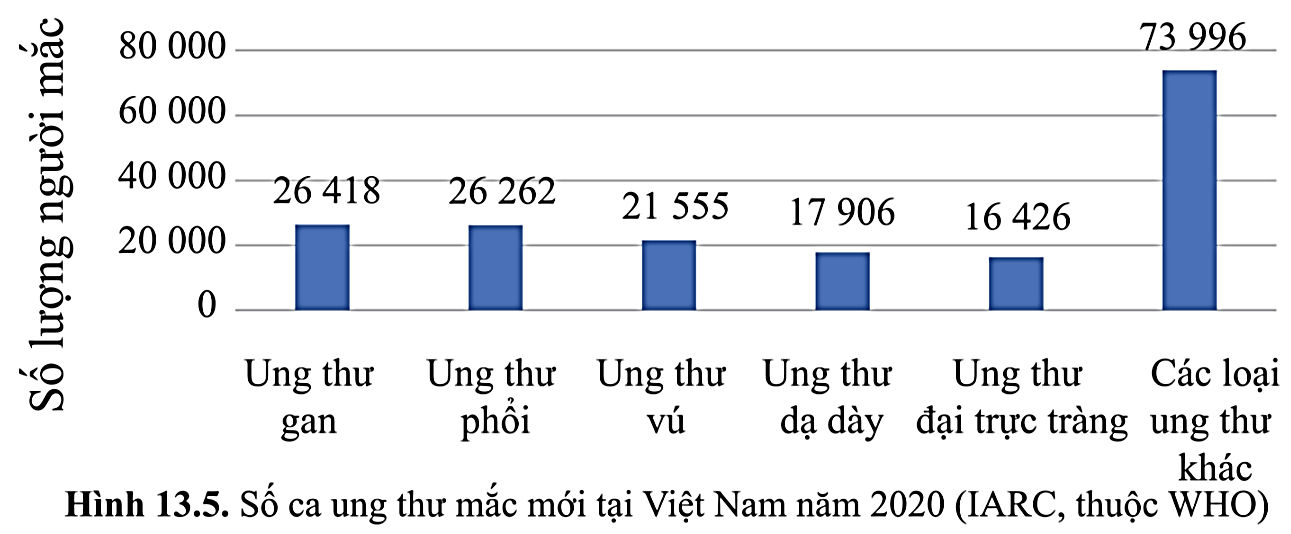 Số lượng người mắc
80 000
60 000
40 000
20 000
0
26 418
26 262
21 555
17 906
16 426
73 996
Ung thư
gan
Ung thư
phổi
Ung thư
vú
Ung thư
dạ dày
Ung thư
đại trực tràng
Các loại
ung thư
khác
Hình 13.5. Số ca ung thư mắc mới tại Việt Nam năm 2020 (IARC, thuộc WHO)